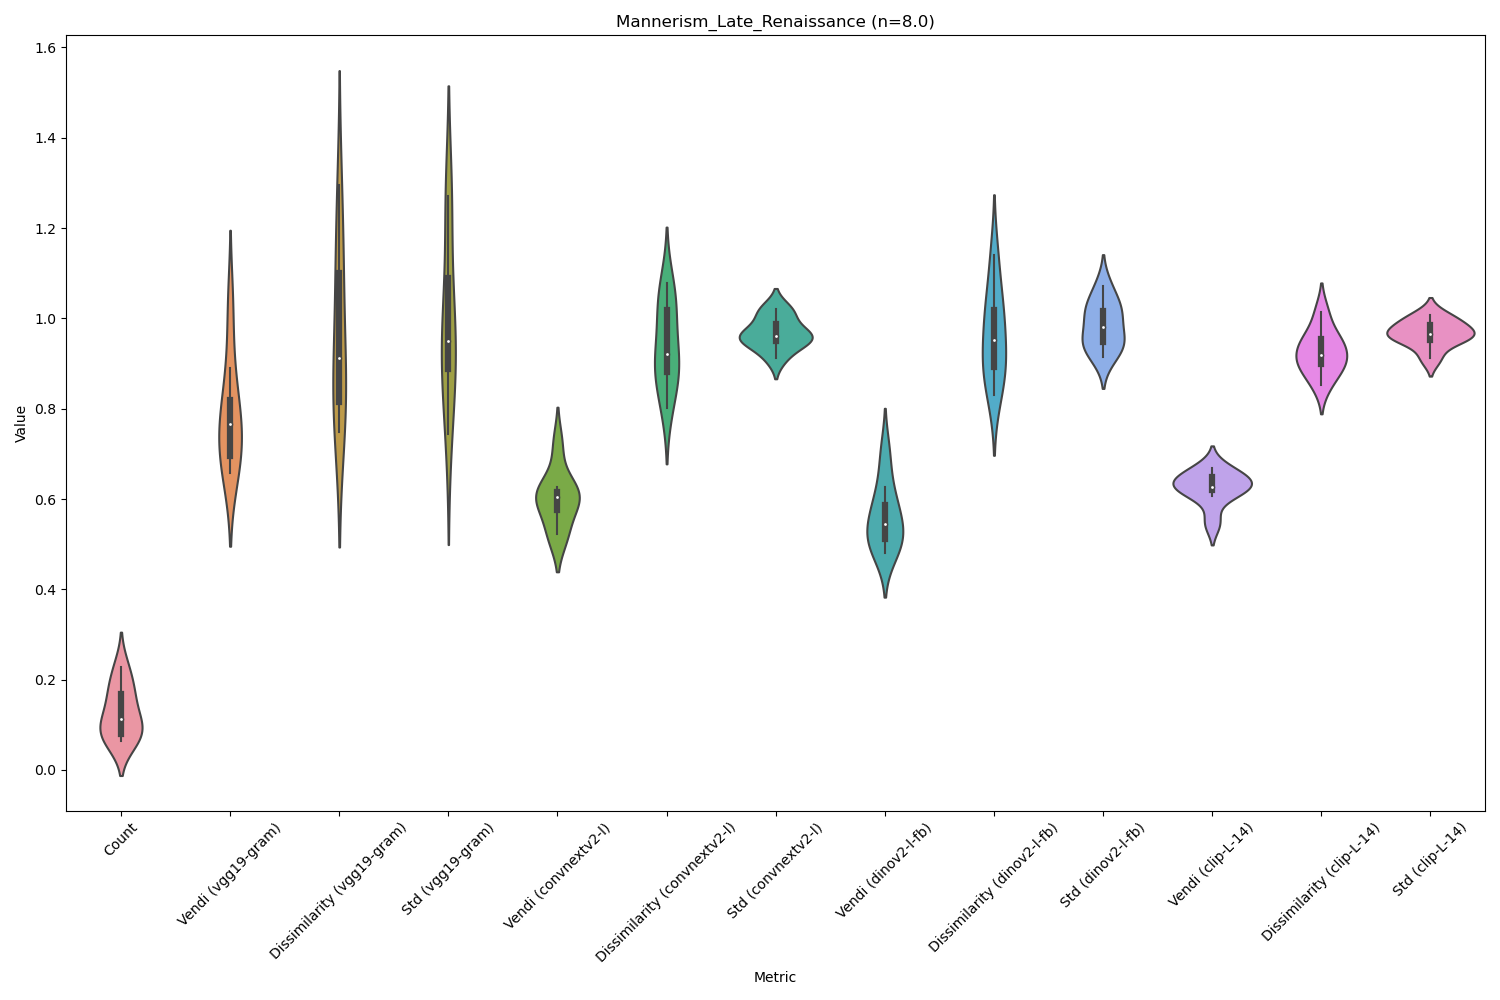 Mannerism_Late_Renaissance (n=8.0)
1.6
1.4
1.2
1.0
0.8
0.6
0.4
0.2
0.0
Value
Count
Vendi (vgg19-gram)
Dissimilarity (vgg19-gram)
Std (vgg19-gram)
Vendi (convnextv2-l)
Dissimilarity (convnextv2-l)
Std (convnextv2-l)
Vendi (dinov2-l-fb)
Dissimilarity (dinov2-l-fb)
Std (dinov2-l-fb)
Vendi (clip-L-14)
Dissimilarity (clip-L-14)
Std (clip-L-14)
Metric